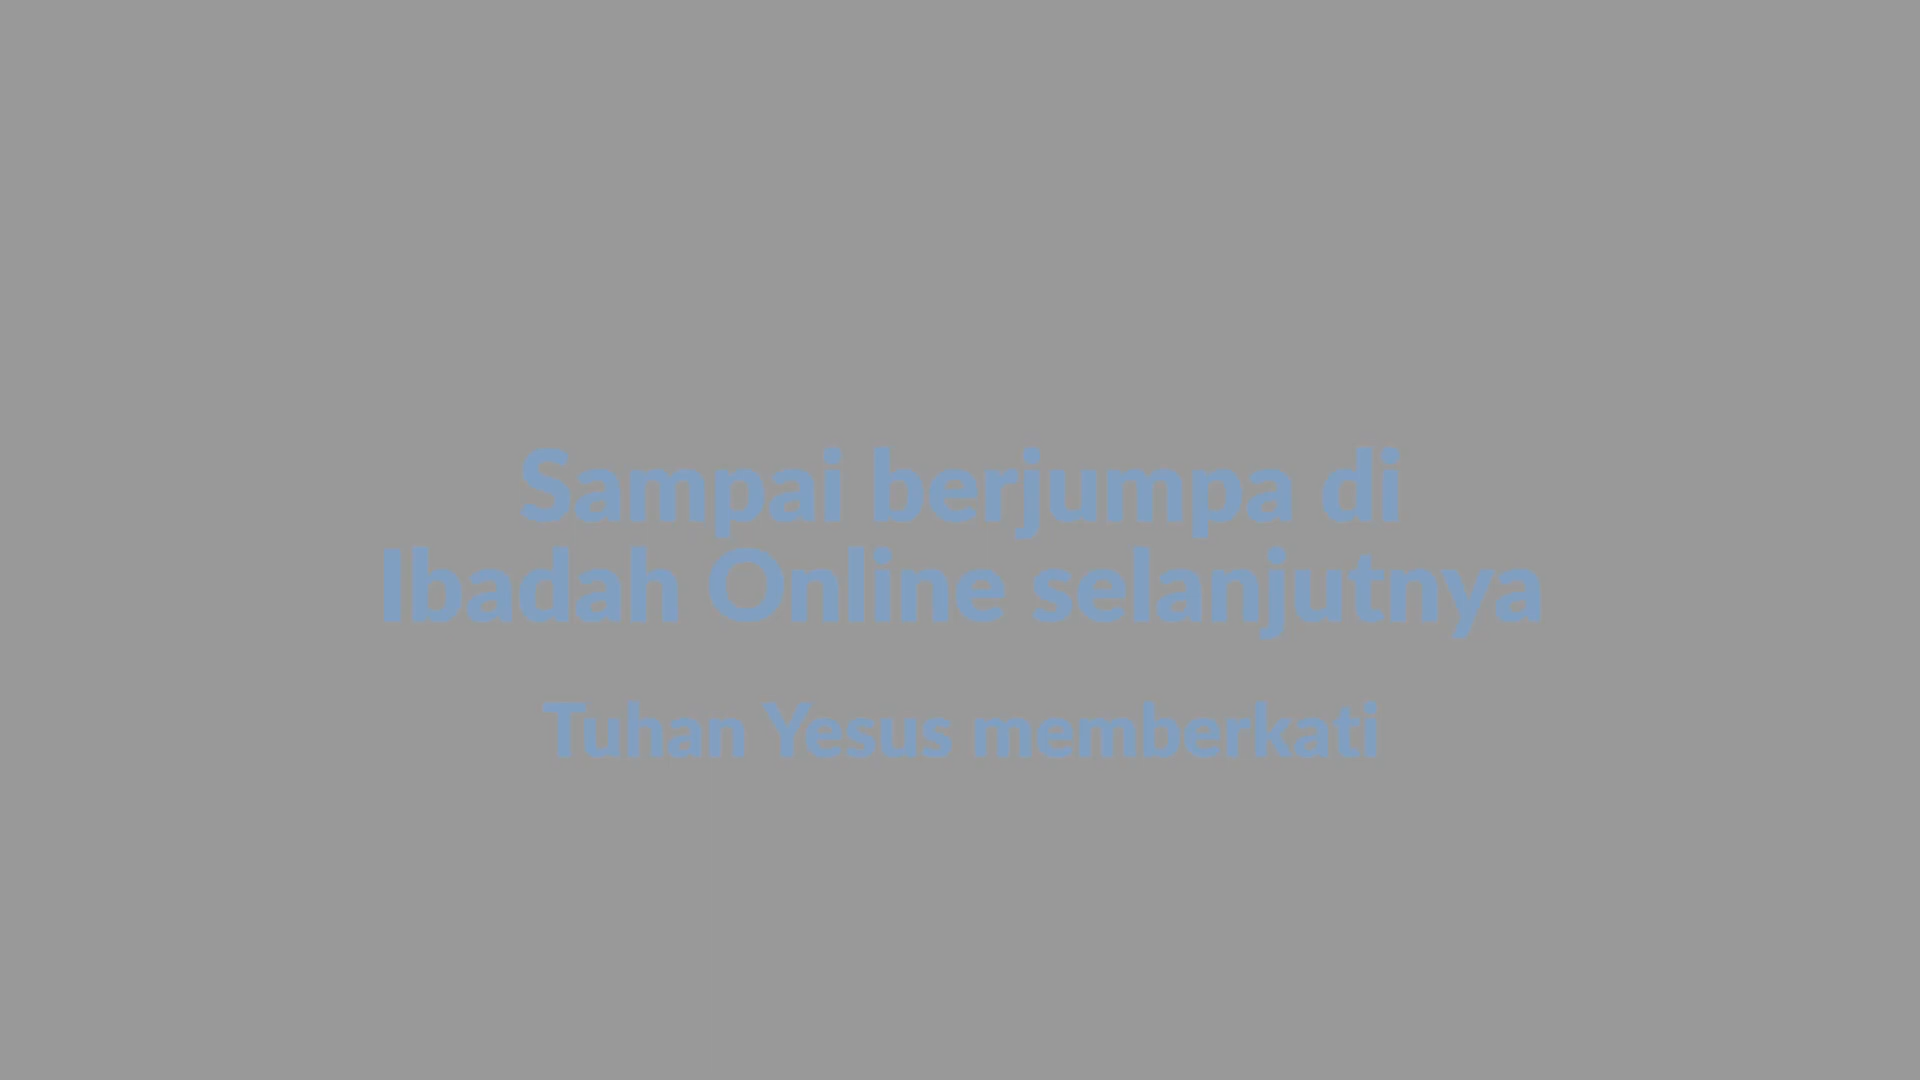 Sampai berjumpa di
Ibadah Online selanjutnya
Tuhan Yesus memberkati